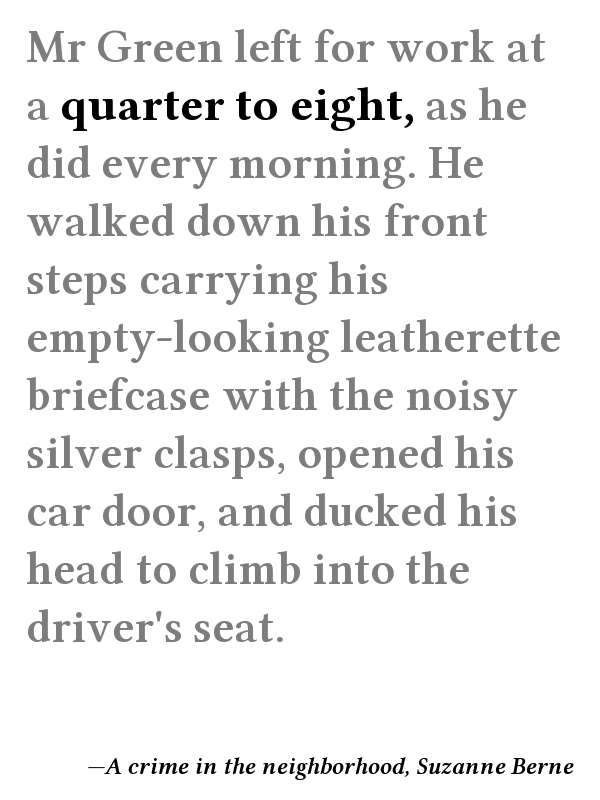 Mr Green left for work at
a quarter to eight, as he
did every morning. He
walked down his front
steps carrying his
empty-looking leatherette
briefcase with the noisy
silver clasps, opened his
car door, and ducked his
head to climb into the
driver's seat.
—A crime in the neighborhood, Suzanne Berne